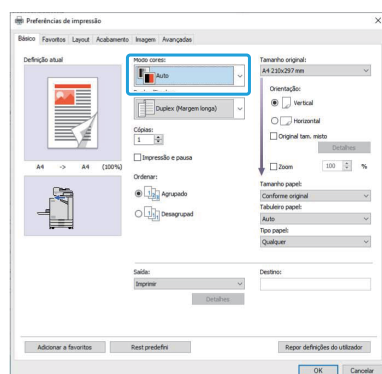 Preferências de impressão
Básico Favoritos Layout Acabamento Imagem Avançadas
Definição atual
A4 -> A4 (100%)
Modo cores:
Auto
Duplex (Margem longa)
Cópias:
1
Impressão e pausa
Ordenar:
Agrupado
Desagrupad
Saída:
Imprimir
Detalhes
Tamanho original:
A4 210x297 mm
Orientação:
Vertical
Horizontal
Original tam. misto
Detalhes
Zoom 100 %
Tamanho papel:
Conforme original
Tabuleiro papel:
Auto
Tipo papel:
Qualquer
Destino:
Adicionar a favoritos Rest predefini Repor definições do utilizador
OK Cancelar